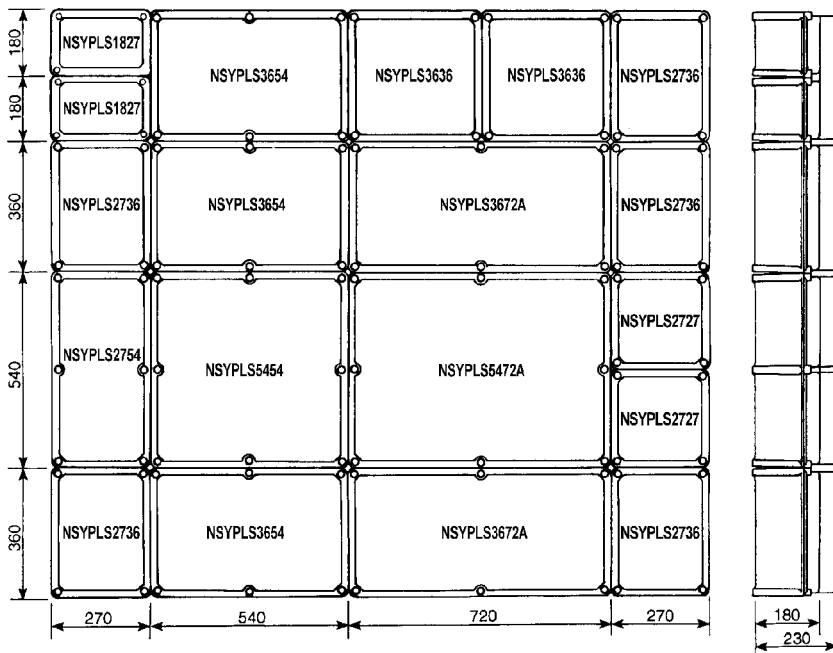 180
NSYPLS1827
NSYPLS3654
NSYPLS3636
NSYPLS3636
NSYPLS2736
180
NSYPLS1827
360
NSYPLS2736
NSYPLS3654
NSYPLS3672A
NSYPLS2736
540
NSYPLS2754
NSYPLS5454
NSYPLS5472A
NSYPLS2727
NSYPLS2727
360
NSYPLS2736
NSYPLS3654
NSYPLS3672A
NSYPLS2736
270
540
720
270
180
230